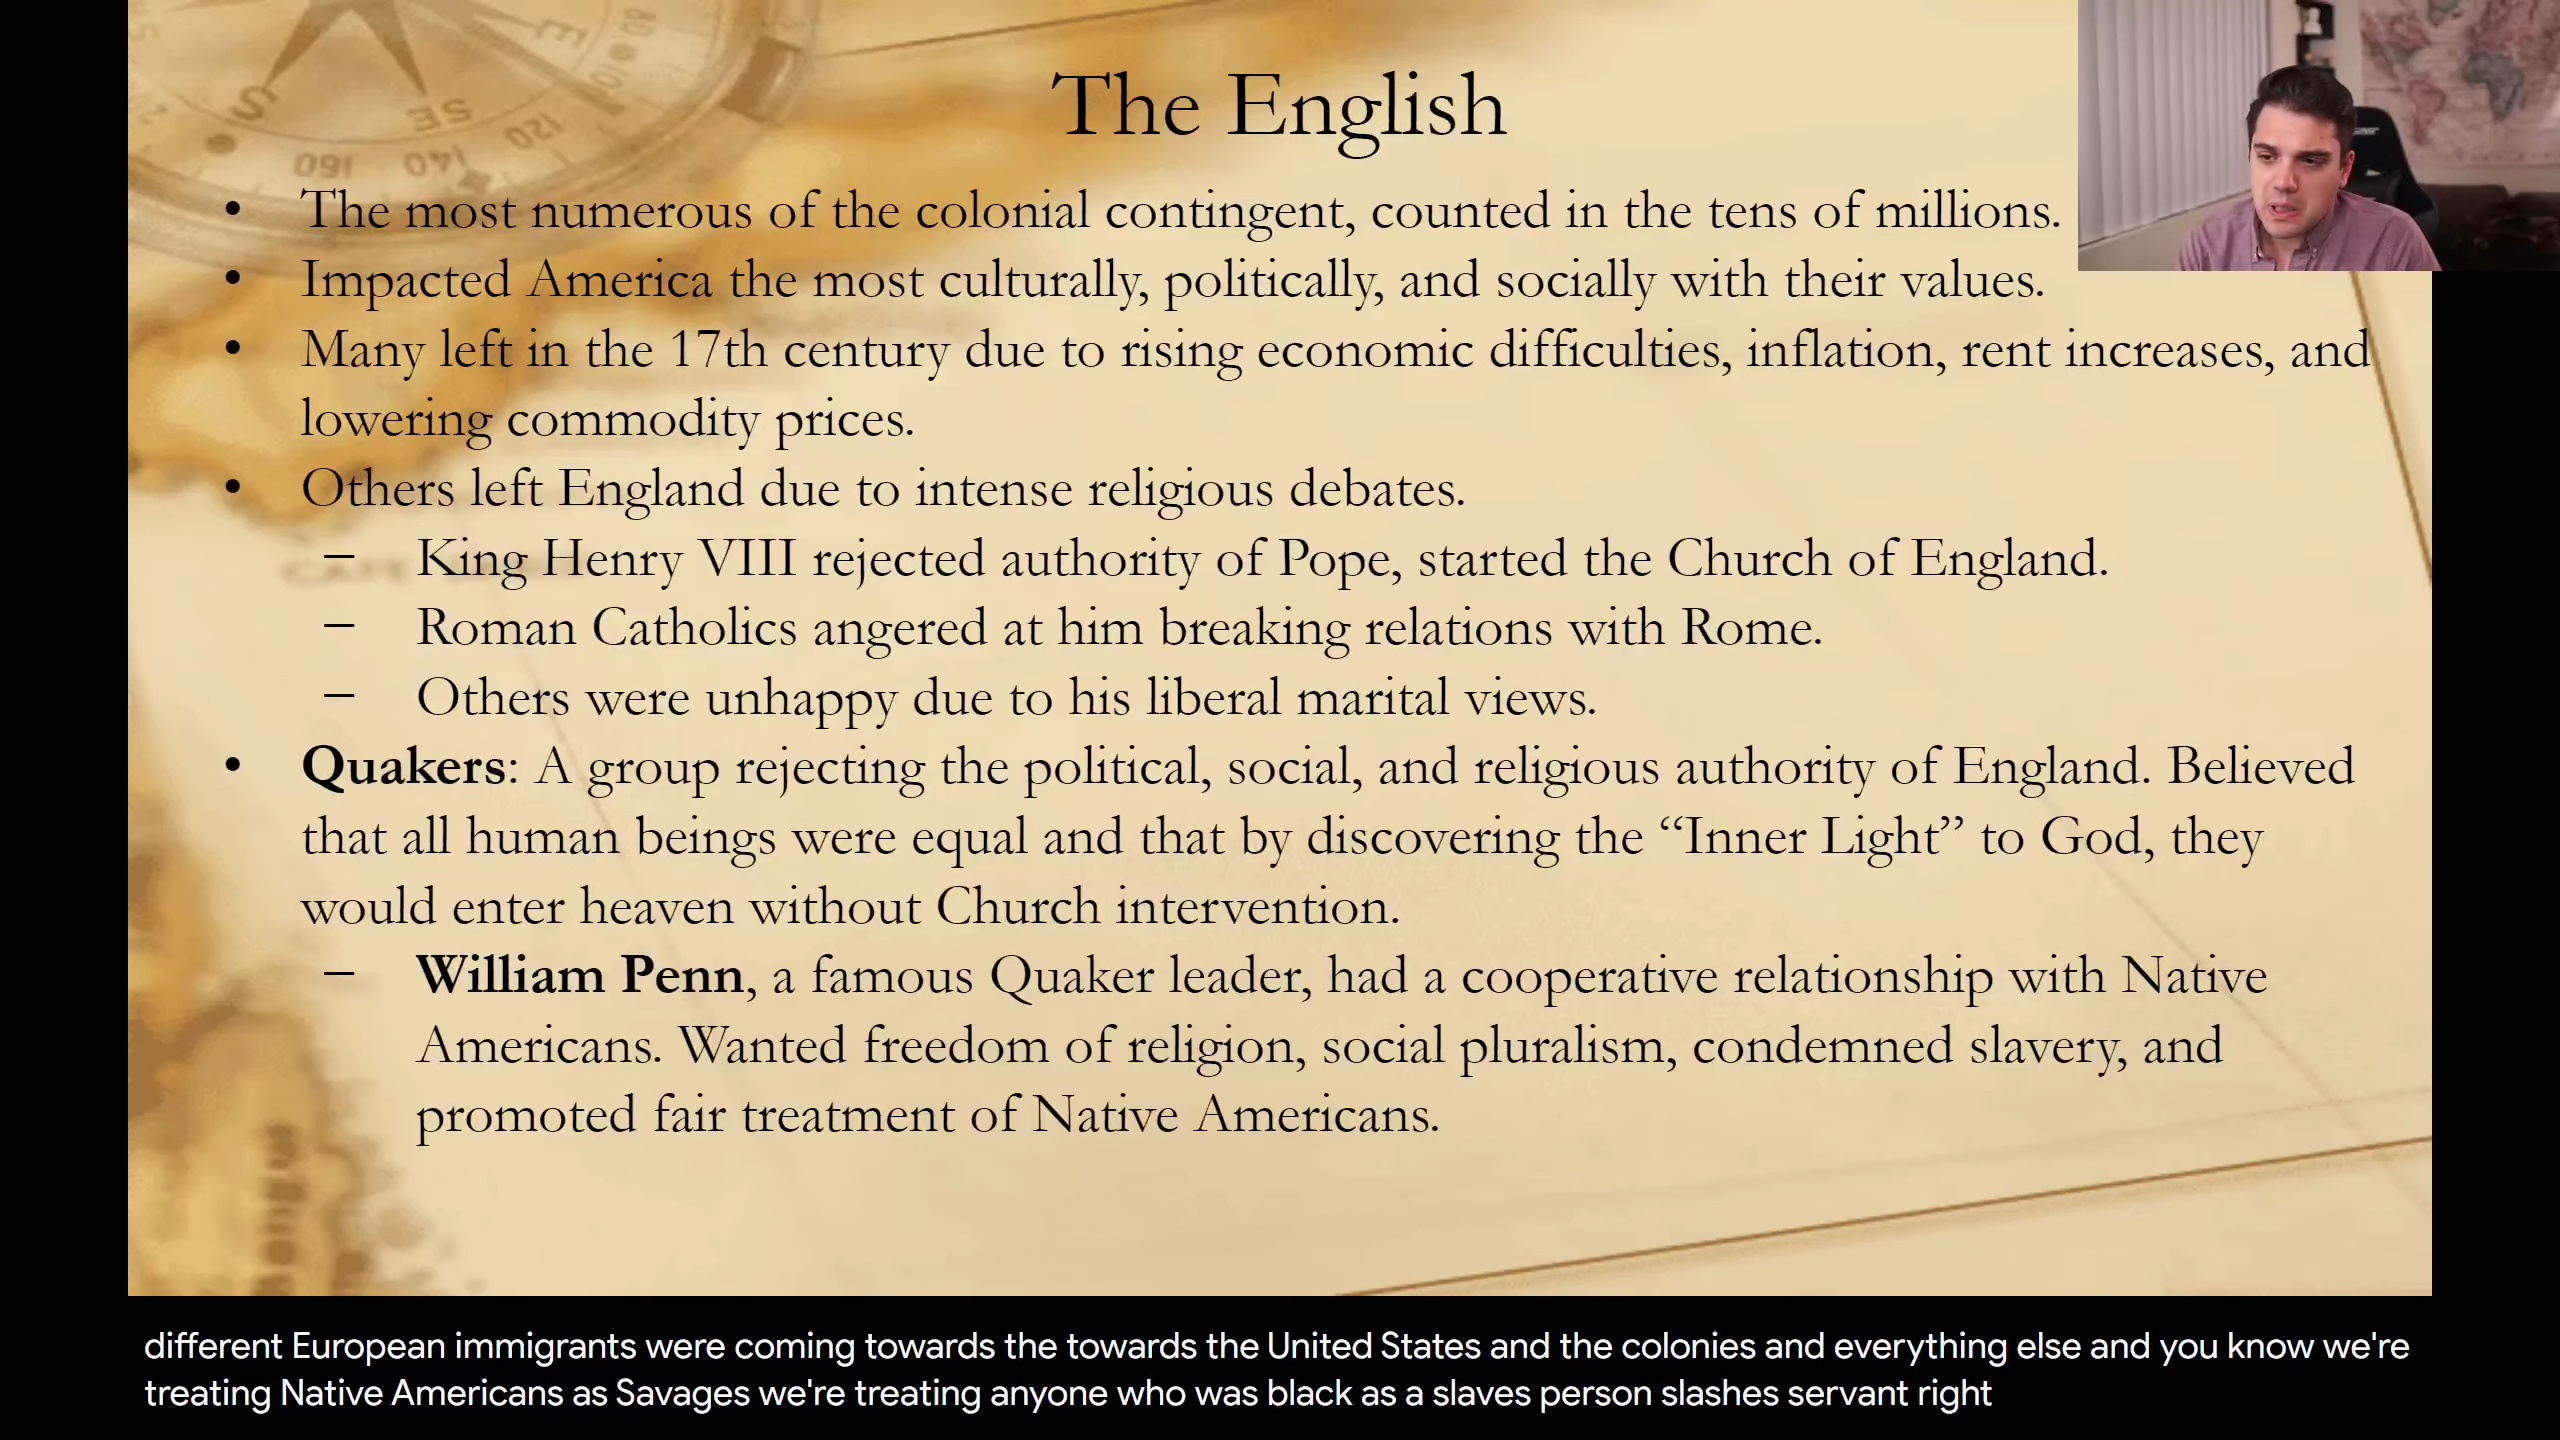 The English
• The most numerous of the colonial contingent, counted in the tens of millions.
• Impacted America the most culturally, politically, and socially with their values.
• Many left in the 17th century due to rising economic difficulties, inflation, rent increases, and
lowering commodity prices.
• Others left England due to intense religious debates.
– King Henry VIII rejected authority of Pope, started the Church of England.
– Roman Catholics angered at him breaking relations with Rome.
– Others were unhappy due to his liberal marital views.
• Quakers: A group rejecting the political, social, and religious authority of England. Believed
that all human beings were equal and that by discovering the “Inner Light” to God, they
would enter heaven without Church intervention.
– William Penn, a famous Quaker leader, had a cooperative relationship with Native
Americans. Wanted freedom of religion, social pluralism, condemned slavery, and
promoted fair treatment of Native Americans.
different European immigrants were coming towards the towards the United States and the colonies and everything else and you know we're
treating Native Americans as Savages we're treating anyone who was black as a slaves person slashes servant right
S
SE
E
160
140
120